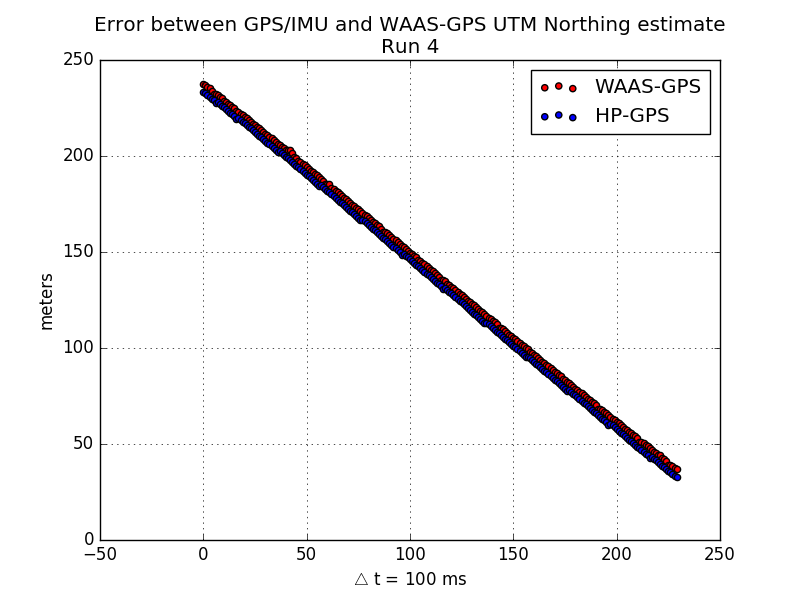 Error between GPS/IMU and WAAS-GPS UTM Northing estimate
Run 4
250
200
150
100
50
0
meters
WAAS-GPS
HP-GPS
−50
0
50
100
150
200
250
△ t = 100 ms